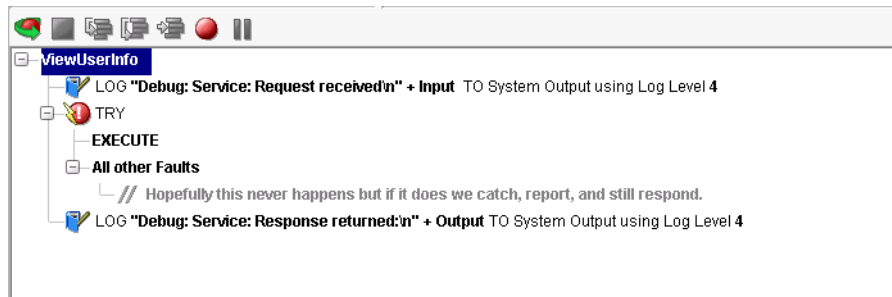 ViewUserInfo
LOG "Debug: Service: Request received\n" + Input TO System Output using Log Level 4
TRY
EXECUTE
All other Faults
// Hopefully this never happens but if it does we catch, report, and still respond.
LOG "Debug: Service: Response returned:\n" + Output TO System Output using Log Level 4